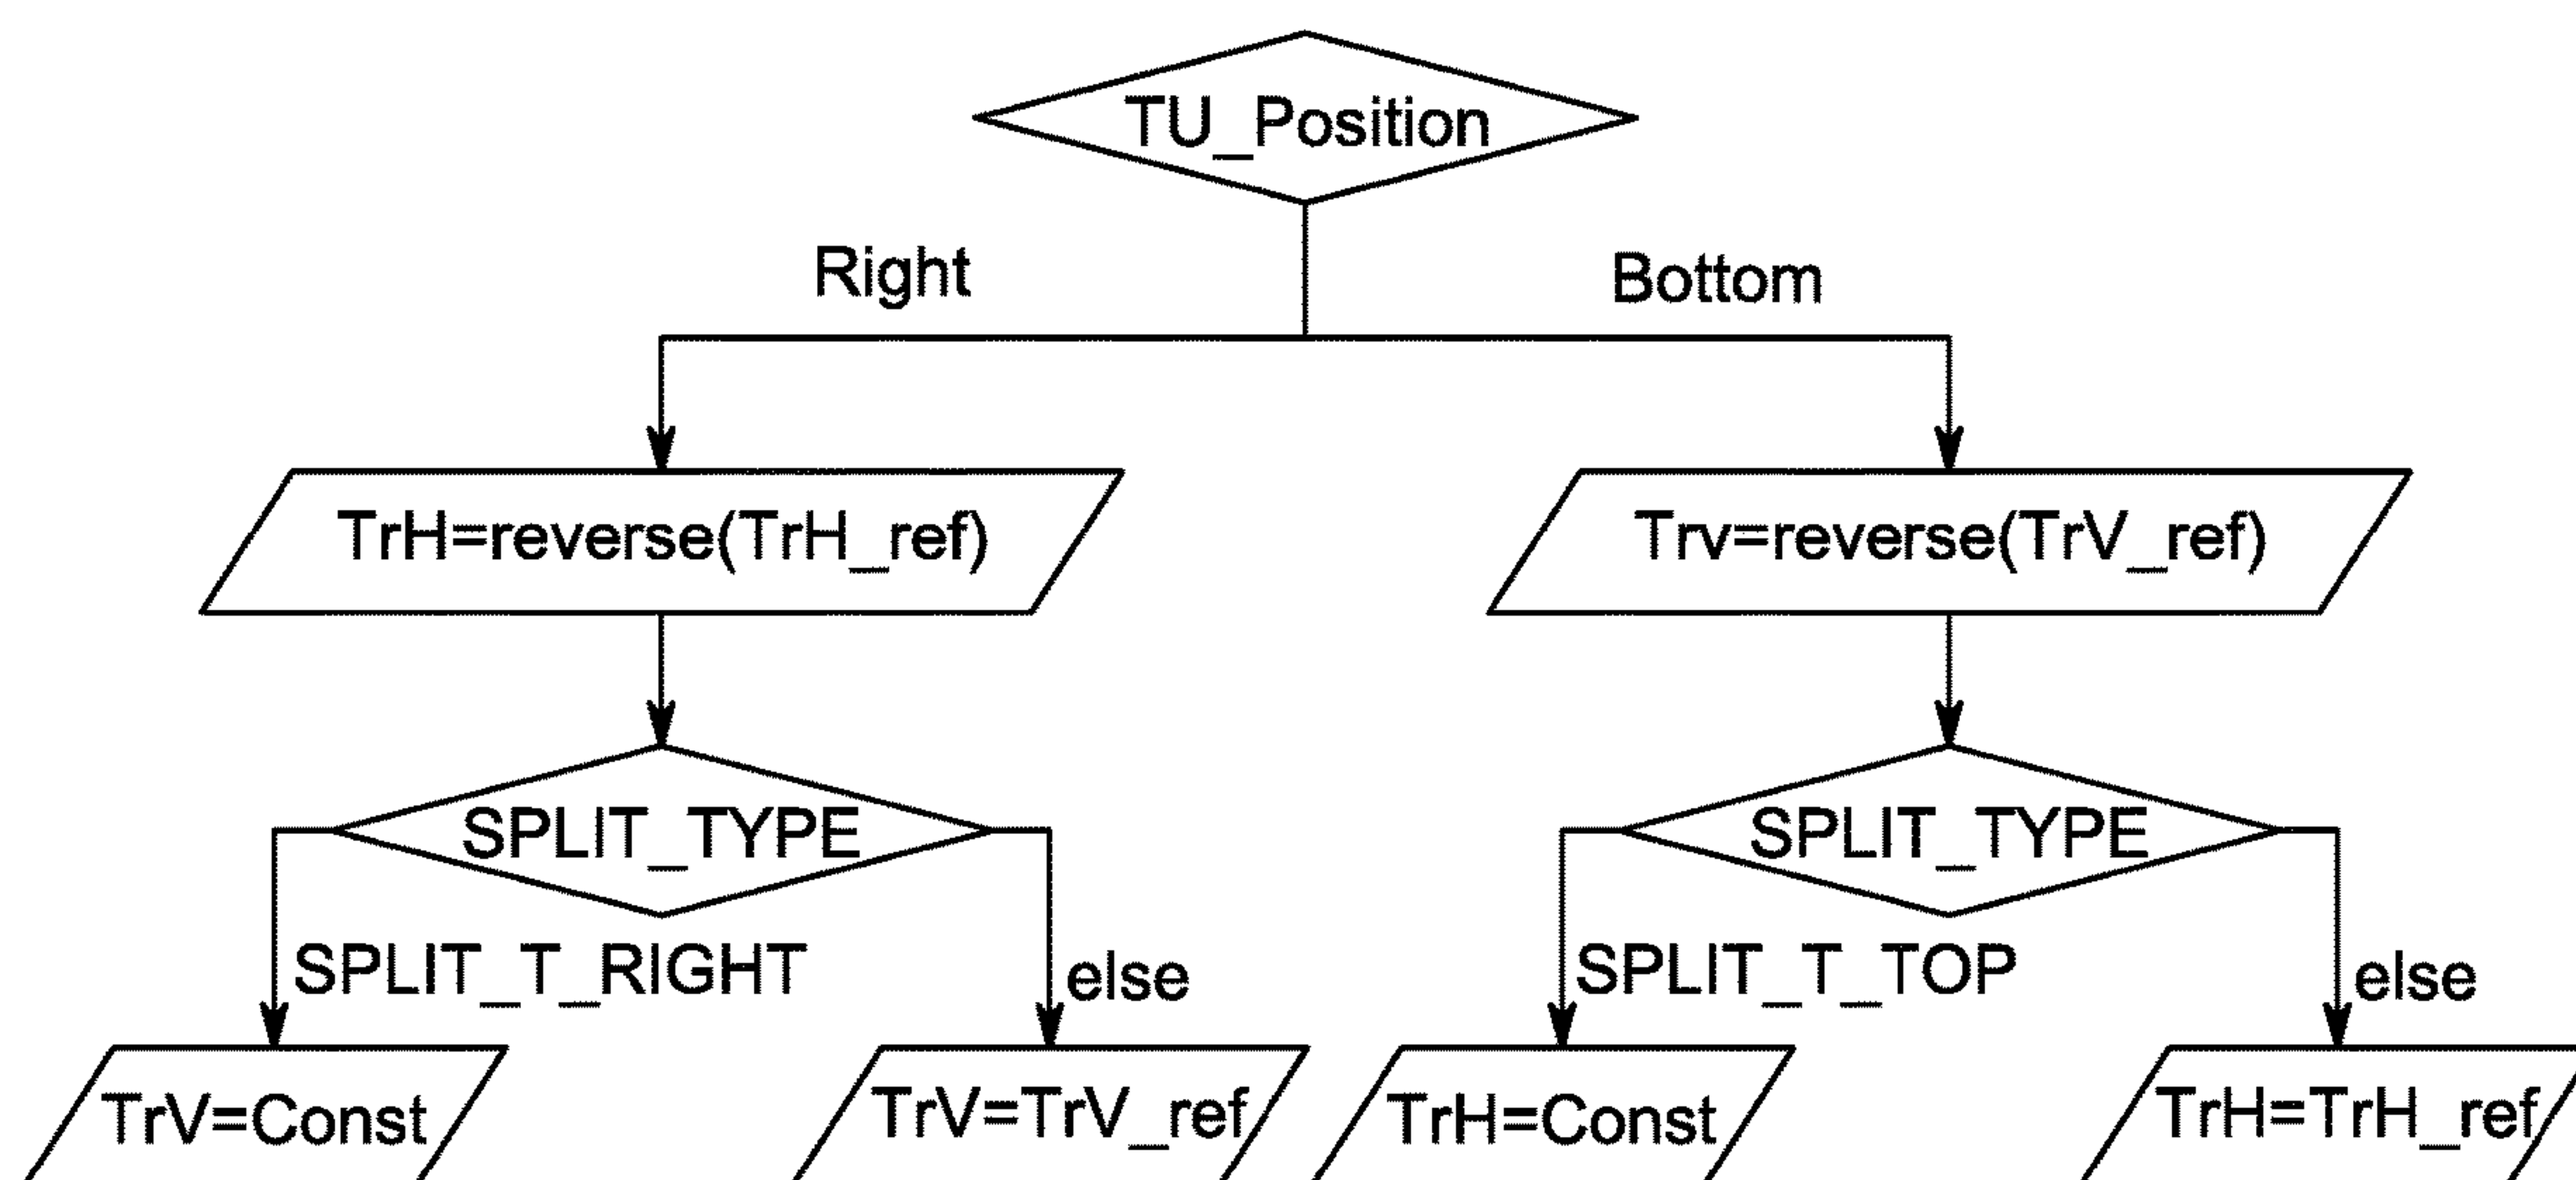 TU_Position
Right
Bottom
TrH=reverse(TrH_ref)
Trv=reverse(TrV_ref)
SPLIT_TYPE
SPLIT_TYPE
SPLIT_T_RIGHT
else
SPLIT_T_TOP
else
TrV=Const
TrV=TrV_ref
TrH=Const
TrH=TrH_ref